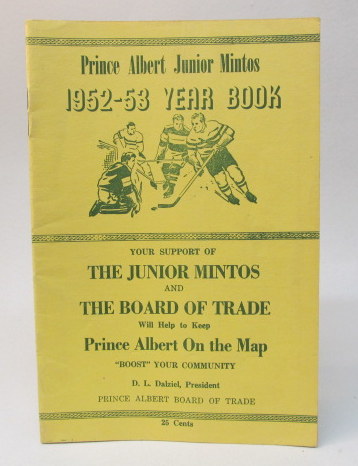 Prince Albert Junior Mintos
1952-53 YEAR BOOK
YOUR SUPPORT OF
THE JUNIOR MINTOS
AND
THE BOARD OF TRADE
Will Help to Keep
Prince Albert On the Map
"BOOST" YOUR COMMUNITY
D. L. Dalziel, President
PRINCE ALBERT BOARD OF TRADE
25 Cents